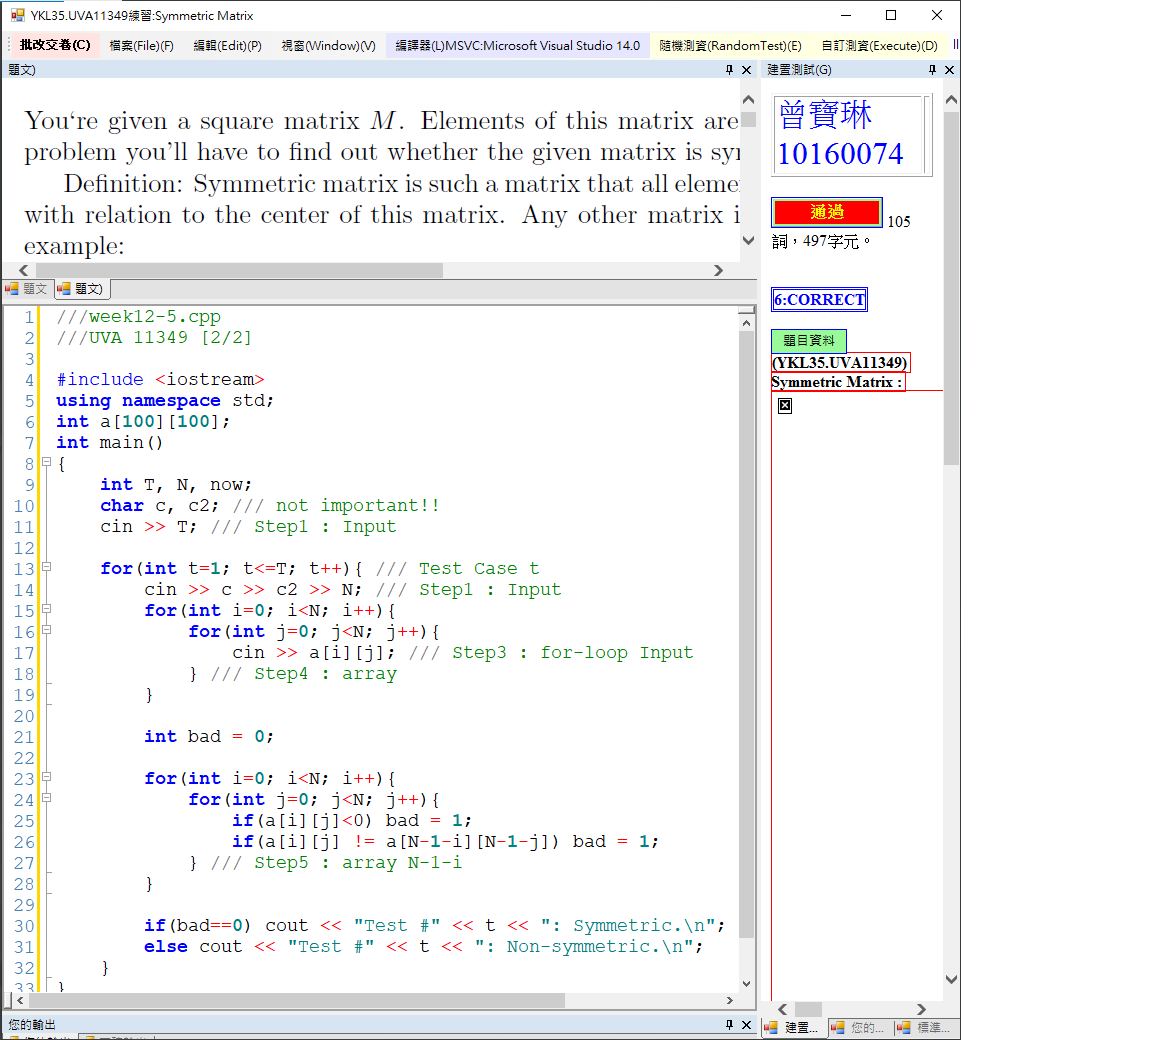 YKL35.UVA11349練習:Symmetric Matrix
批改交卷(C) 檔案(File)(F) 編輯(Edit)(P) 視窗(Window)(V) 編譯器(L)MSVC:Microsoft Visual Studio 14.0 隨機測資(RandomTest)(E) 自訂測資(Execute)(D)
題文)
You‘re given a square matrix M. Elements of this matrix are
problem you’ll have to find out whether the given matrix is syr
Definition: Symmetric matrix is such a matrix that all eleme
with relation to the center of this matrix. Any other matrix i
example:
題文 題文)
1 ///week12-5.cpp
2 ///UVA 11349 [2/2]
3
4 #include <iostream>
5 using namespace std;
6 int a[100][100];
7 int main()
8 {
9 int T, N, now;
10 char c, c2; /// not important!!
11 cin >> T; /// Step1 : Input
12
13 for(int t=1; t<=T; t++){ /// Test Case t
14 cin >> c >> c2 >> N; /// Step1 : Input
15 for(int i=0; i<N; i++){
16 for(int j=0; j<N; j++){
17 cin >> a[i][j]; /// Step3 : for-loop Input
18 } /// Step4 : array
19 }
20
21 int bad = 0;
22
23 for(int i=0; i<N; i++){
24 for(int j=0; j<N; j++){
25 if(a[i][j]<0) bad = 1;
26 if(a[i][j] != a[N-1-i][N-1-j]) bad = 1;
27 } /// Step5 : array N-1-i
28 }
29
30 if(bad==0) cout << "Test #" << t << ": Symmetric.\n";
31 else cout << "Test #" << t << ": Non-symmetric.\n";
32 }
33 }
您的輸出
建置測試(G)
曾寶琳
10160074
通過 105
詞，497字元。
6:CORRECT
題目資料
(YKL35.UVA11349)
Symmetric Matrix :
建置... 您的... 標準...